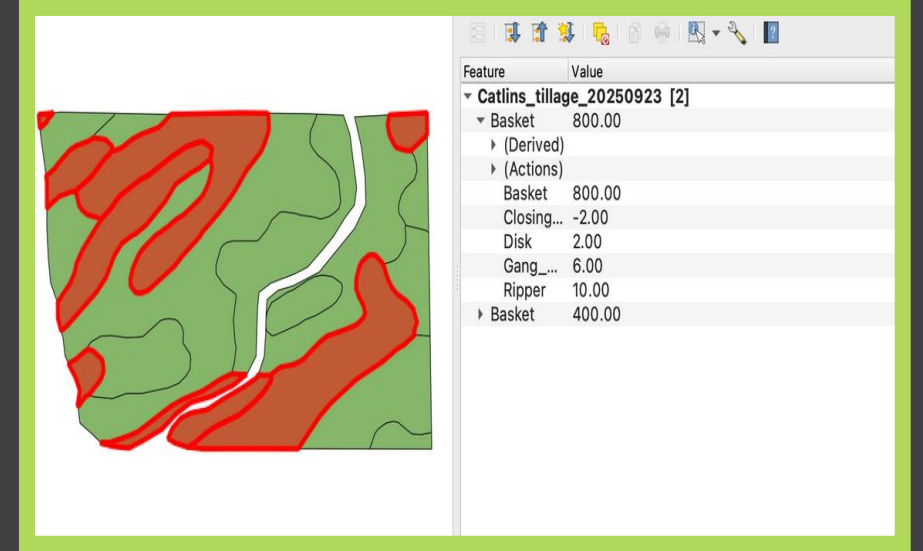 Feature Value
Catlins_tillage_20250923 [2]
Basket 800.00
(Derived)
(Actions)
Basket 800.00
Closing... -2.00
Disk 2.00
Gang_... 6.00
Ripper 10.00
Basket 400.00